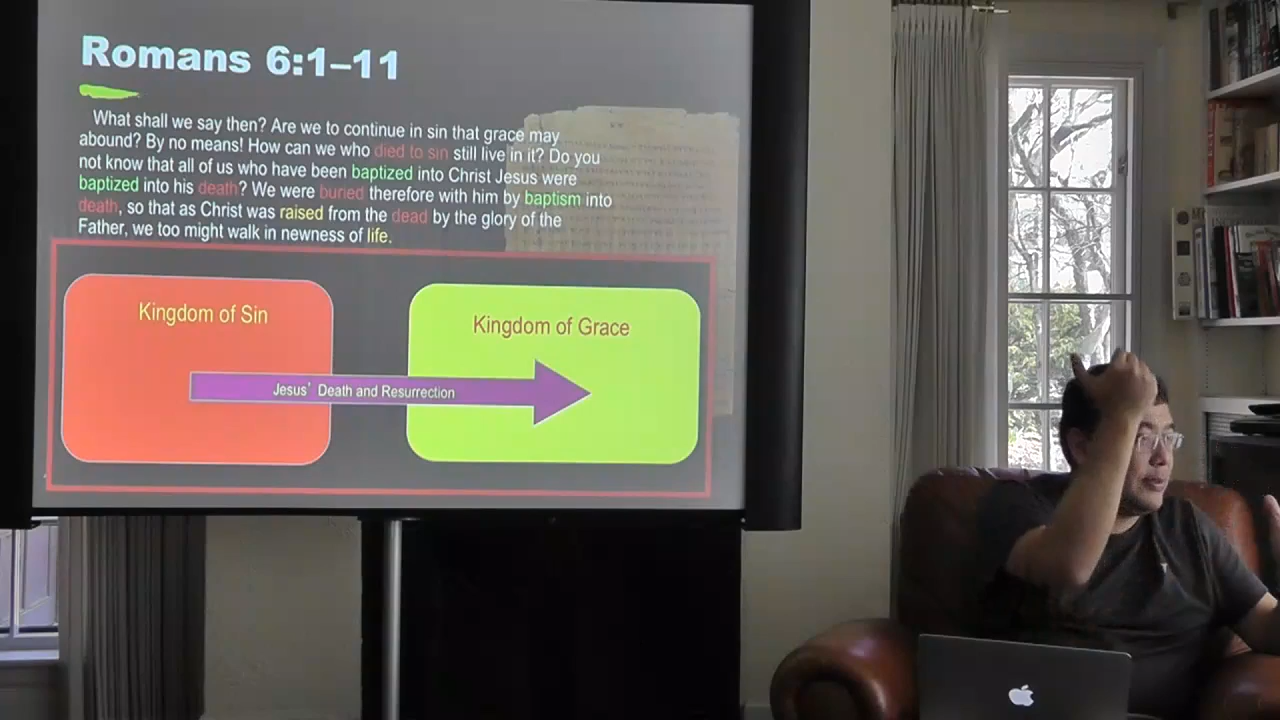 Romans 6:1–11
What shall we say then? Are we to continue in sin that grace may
abound? By no means! How can we who died to sin still live in it? Do you
not know that all of us who have been baptized into Christ Jesus were
baptized into his death? We were buried therefore with him by baptism into
death, so that as Christ was raised from the dead by the glory of the
Father, we too might walk in newness of life.
Kingdom of Sin
Kingdom of Grace
Jesus' Death and Resurrection